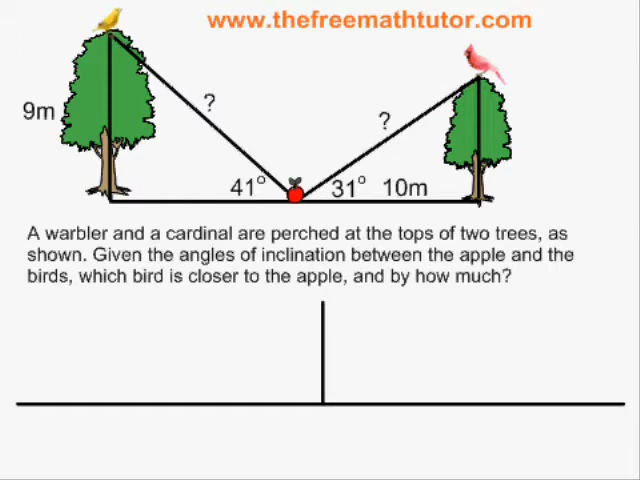 www.thefreemathtutor.com
9m
?
?
41°
31°
10m
A warbler and a cardinal are perched at the tops of two trees, as
shown. Given the angles of inclination between the apple and the
birds, which bird is closer to the apple, and by how much?